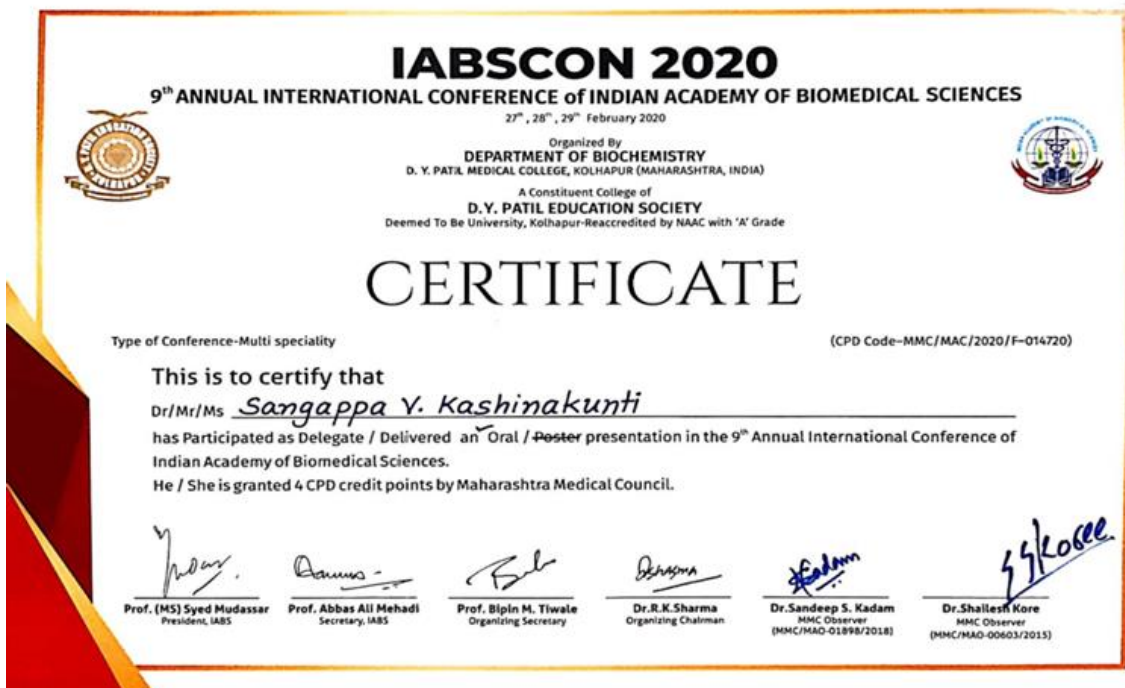 IABSCON 2020
9th ANNUAL INTERNATIONAL CONFERENCE of INDIAN ACADEMY OF BIOMEDICAL SCIENCES
27th, 28th, 29th February 2020
Organized By
DEPARTMENT OF BIOCHEMISTRY
D. Y. PATIL MEDICAL COLLEGE, KOLHAPUR (MAHARASHTRA, INDIA)
A Constituent College of
D.Y. PATIL EDUCATION SOCIETY
Deemed To Be University, Kolhapur-Reaccredited by NAAC with 'A' Grade
CERTIFICATE
Type of Conference-Multi speciality (CPD Code-MMC/MAC/2020/F-014720)
This is to certify that
Dr/Mr/Ms Sangappa V. Kashinakunti
has Participated as Delegate / Delivered an Oral / Poster presentation in the 9th Annual International Conference of
Indian Academy of Biomedical Sciences.
He / She is granted 4 CPD credit points by Maharashtra Medical Council.
Prof. (MS) Syed Mudassar Prof. Abbas Ali Mehadi Prof. Bipin M. Tiwale Dr.R.K.Sharma Dr.Sandeep S. Kadam Dr.Shailesh Kore
President, IABS Secretary, IABS Organizing Secretary Organizing Chairman MMC Observer MMC Observer
(MMC/MAO-01898/2018) (MMC/MAO-00603/2015)